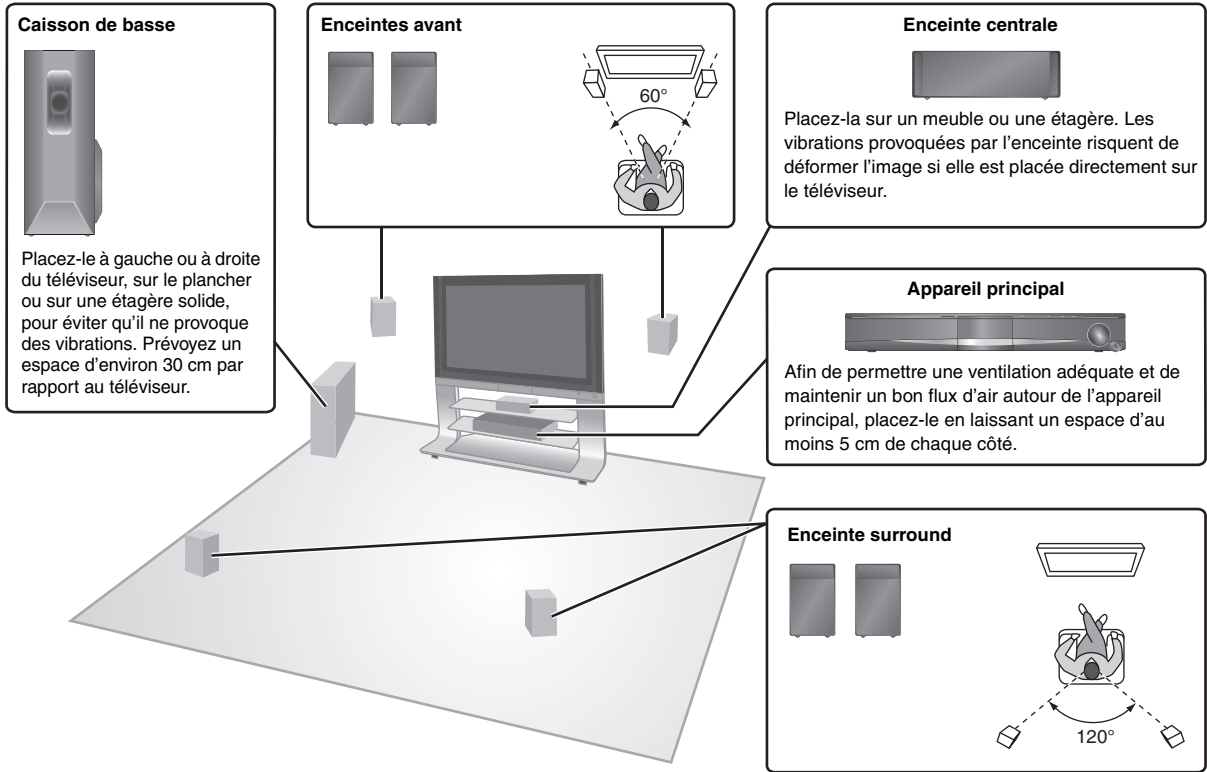 Caisson de basse
Placez-le à gauche ou à droite
du téléviseur, sur le plancher
ou sur une étagère solide,
pour éviter qu'il ne provoque
des vibrations. Prévoyez un
espace d'environ 30 cm par
rapport au téléviseur.
Enceintes avant
60°
Enceinte centrale
Placez-la sur un meuble ou une étagère. Les
vibrations provoquées par l'enceinte risquent de
déformer l'image si elle est placée directement sur
le téléviseur.
Appareil principal
Afin de permettre une ventilation adéquate et de
maintenir un bon flux d'air autour de l'appareil
principal, placez-le en laissant un espace d'au
moins 5 cm de chaque côté.
Enceinte surround
120°